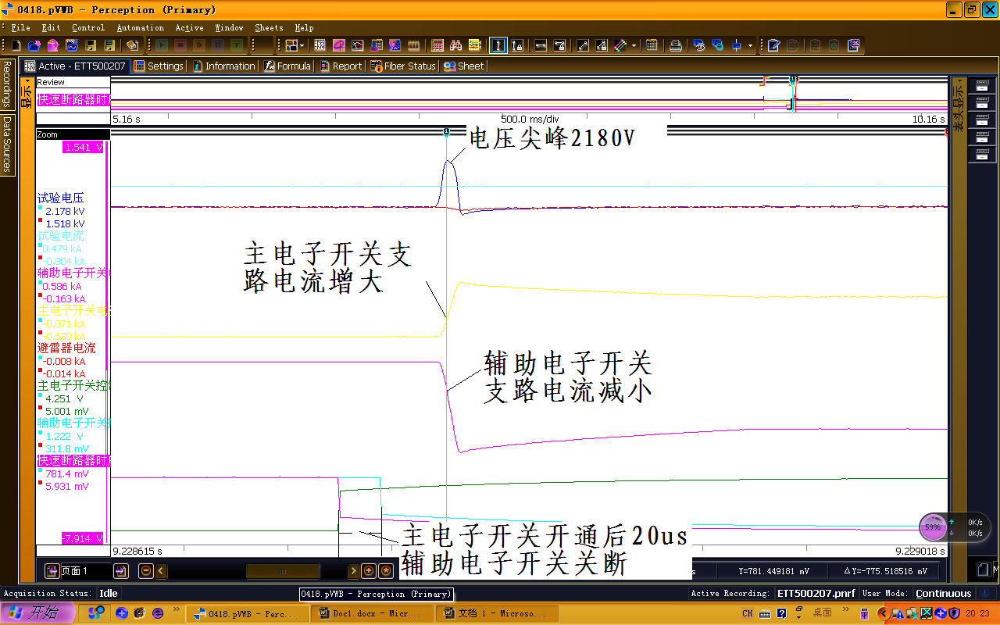 0418.pVWB - Perception (Primary)
File Edit Control Automation Active Window Sheets Help
Active - ETT500207 Settings Information Formula Report Fiber Status Sheet
Recordings
Data Sources
显示
Review
快速断路器时
5.16 s 500.0 ms/div 10.16 s
表头显示
Zoom
1.541 V
电压尖峰2180V
试验电压
2.178 kV
1.518 kV
试验电流
0.479 kA
-0.804 kA
辅助电子开关
0.586 kA
-0.163 kA
主电子开关电
-0.071 kA
-0.630 kA
避雷器电流
-0.008 kA
-0.014 kA
主电子开关控
4.251 V
5.001 mV
辅助电子开关
1.222 V
311.8 mV
快速断路器时
781.4 mV
5.931 mV
-7.914 V
主电子开关支
路电流增大
辅助电子开关
支路电流减小
主电子开关开通后20us
辅助电子开关关断
59%
0K/s
0K/s
9.228615 s 9.229018 s
页面 1
s Y=781.449181 mV ΔY=-775.518516 mV
Acquisition Status: Idle 0418.pVWB - Perception (Primary) Active Recording: ETT500207.pnrf User Mode: Continuous
开始 0418.pVWB - Perc... Doc1.docx - Micr... 文档 1 - Microso... CH 桌面 20:23